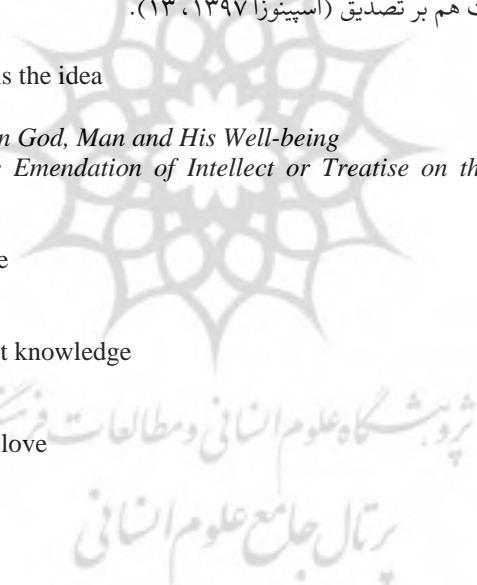 هم بر تصدیق (اسپینوزا ۱۳۹۷، ۱۳).
s the idea
n God, Man and His Well-being
Emendation of Intellect or Treatise on th
e
t knowledge
love
پژوهشگاه علوم انسانی و مطالعات فرهنگی
پرتال جامع علوم انسانی